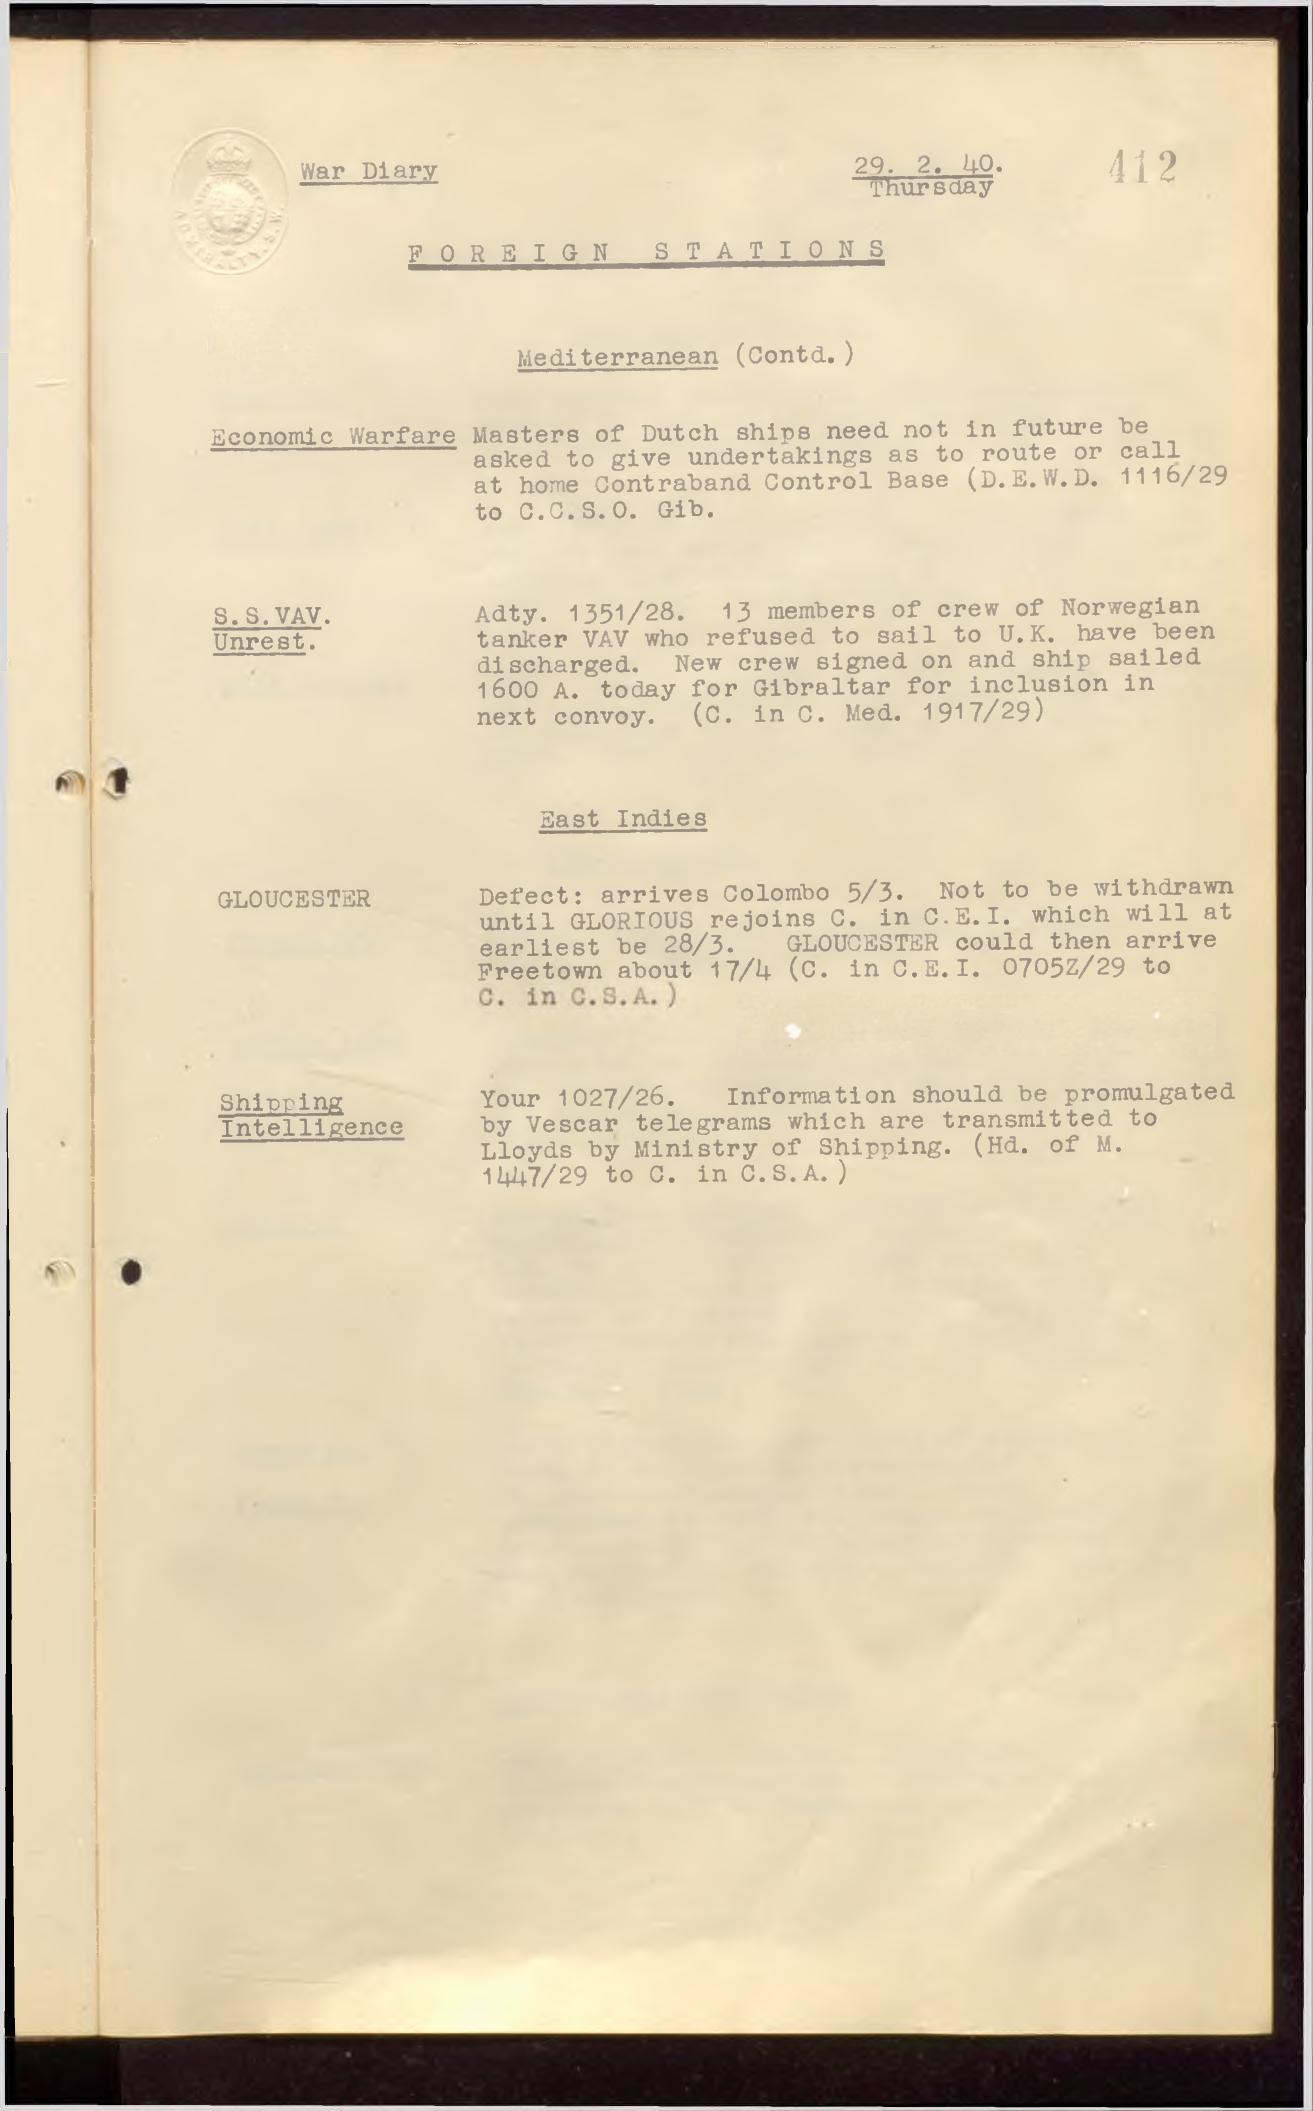 War Diary
29. 2. 40.
Thursday
412
ADMIRALTY. S.W.
FOREIGN STATIONS
Mediterranean (Contd.)
Economic Warfare Masters of Dutch ships need not in future be
asked to give undertakings as to route or call
at home Contraband Control Base (D.E.W.D. 1116/29
to C.C.S.O. Gib.
S.S.VAV. Adty. 1351/28. 13 members of crew of Norwegian
Unrest. tanker VAV who refused to sail to U.K. have been
discharged. New crew signed on and ship sailed
1600 A. today for Gibraltar for inclusion in
next convoy. (C. in C. Med. 1917/29)
East Indies
GLOUCESTER Defect: arrives Colombo 5/3. Not to be withdrawn
until GLORIOUS rejoins C. in C.E.I. which will at
earliest be 28/3. GLOUCESTER could then arrive
Freetown about 17/4 (C. in C.E.I. 0705Z/29 to
C. in C.S.A.)
Shipping Your 1027/26. Information should be promulgated
Intelligence by Vescar telegrams which are transmitted to
Lloyds by Ministry of Shipping. (Hd. of M.
1447/29 to C. in C.S.A.)